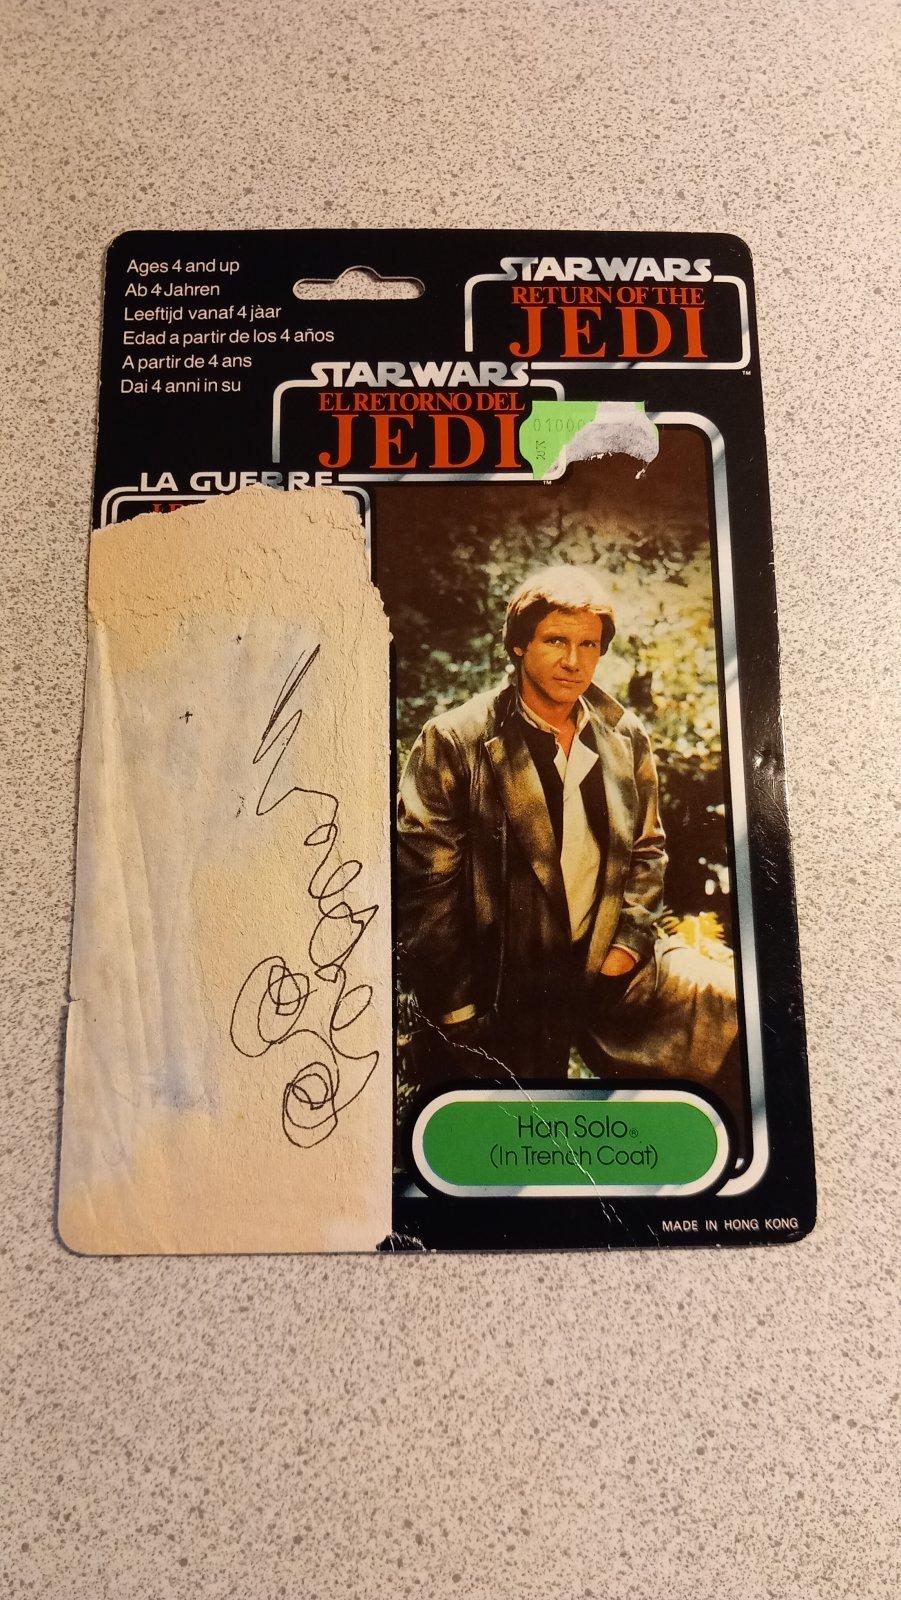 Ages 4 and up
Ab 4 Jahren
Leeftijd vanaf 4 jàar
Edad a partir de los 4 años
A partir de 4 ans
Dai 4 anni in su
STAR WARS
RETURN OF THE
JEDI
TM
STAR WARS
EL RETORNO DEL
JEDI
TM
LA GUERRE
Han Solo®
(In Trench Coat)
MADE IN HONG KONG